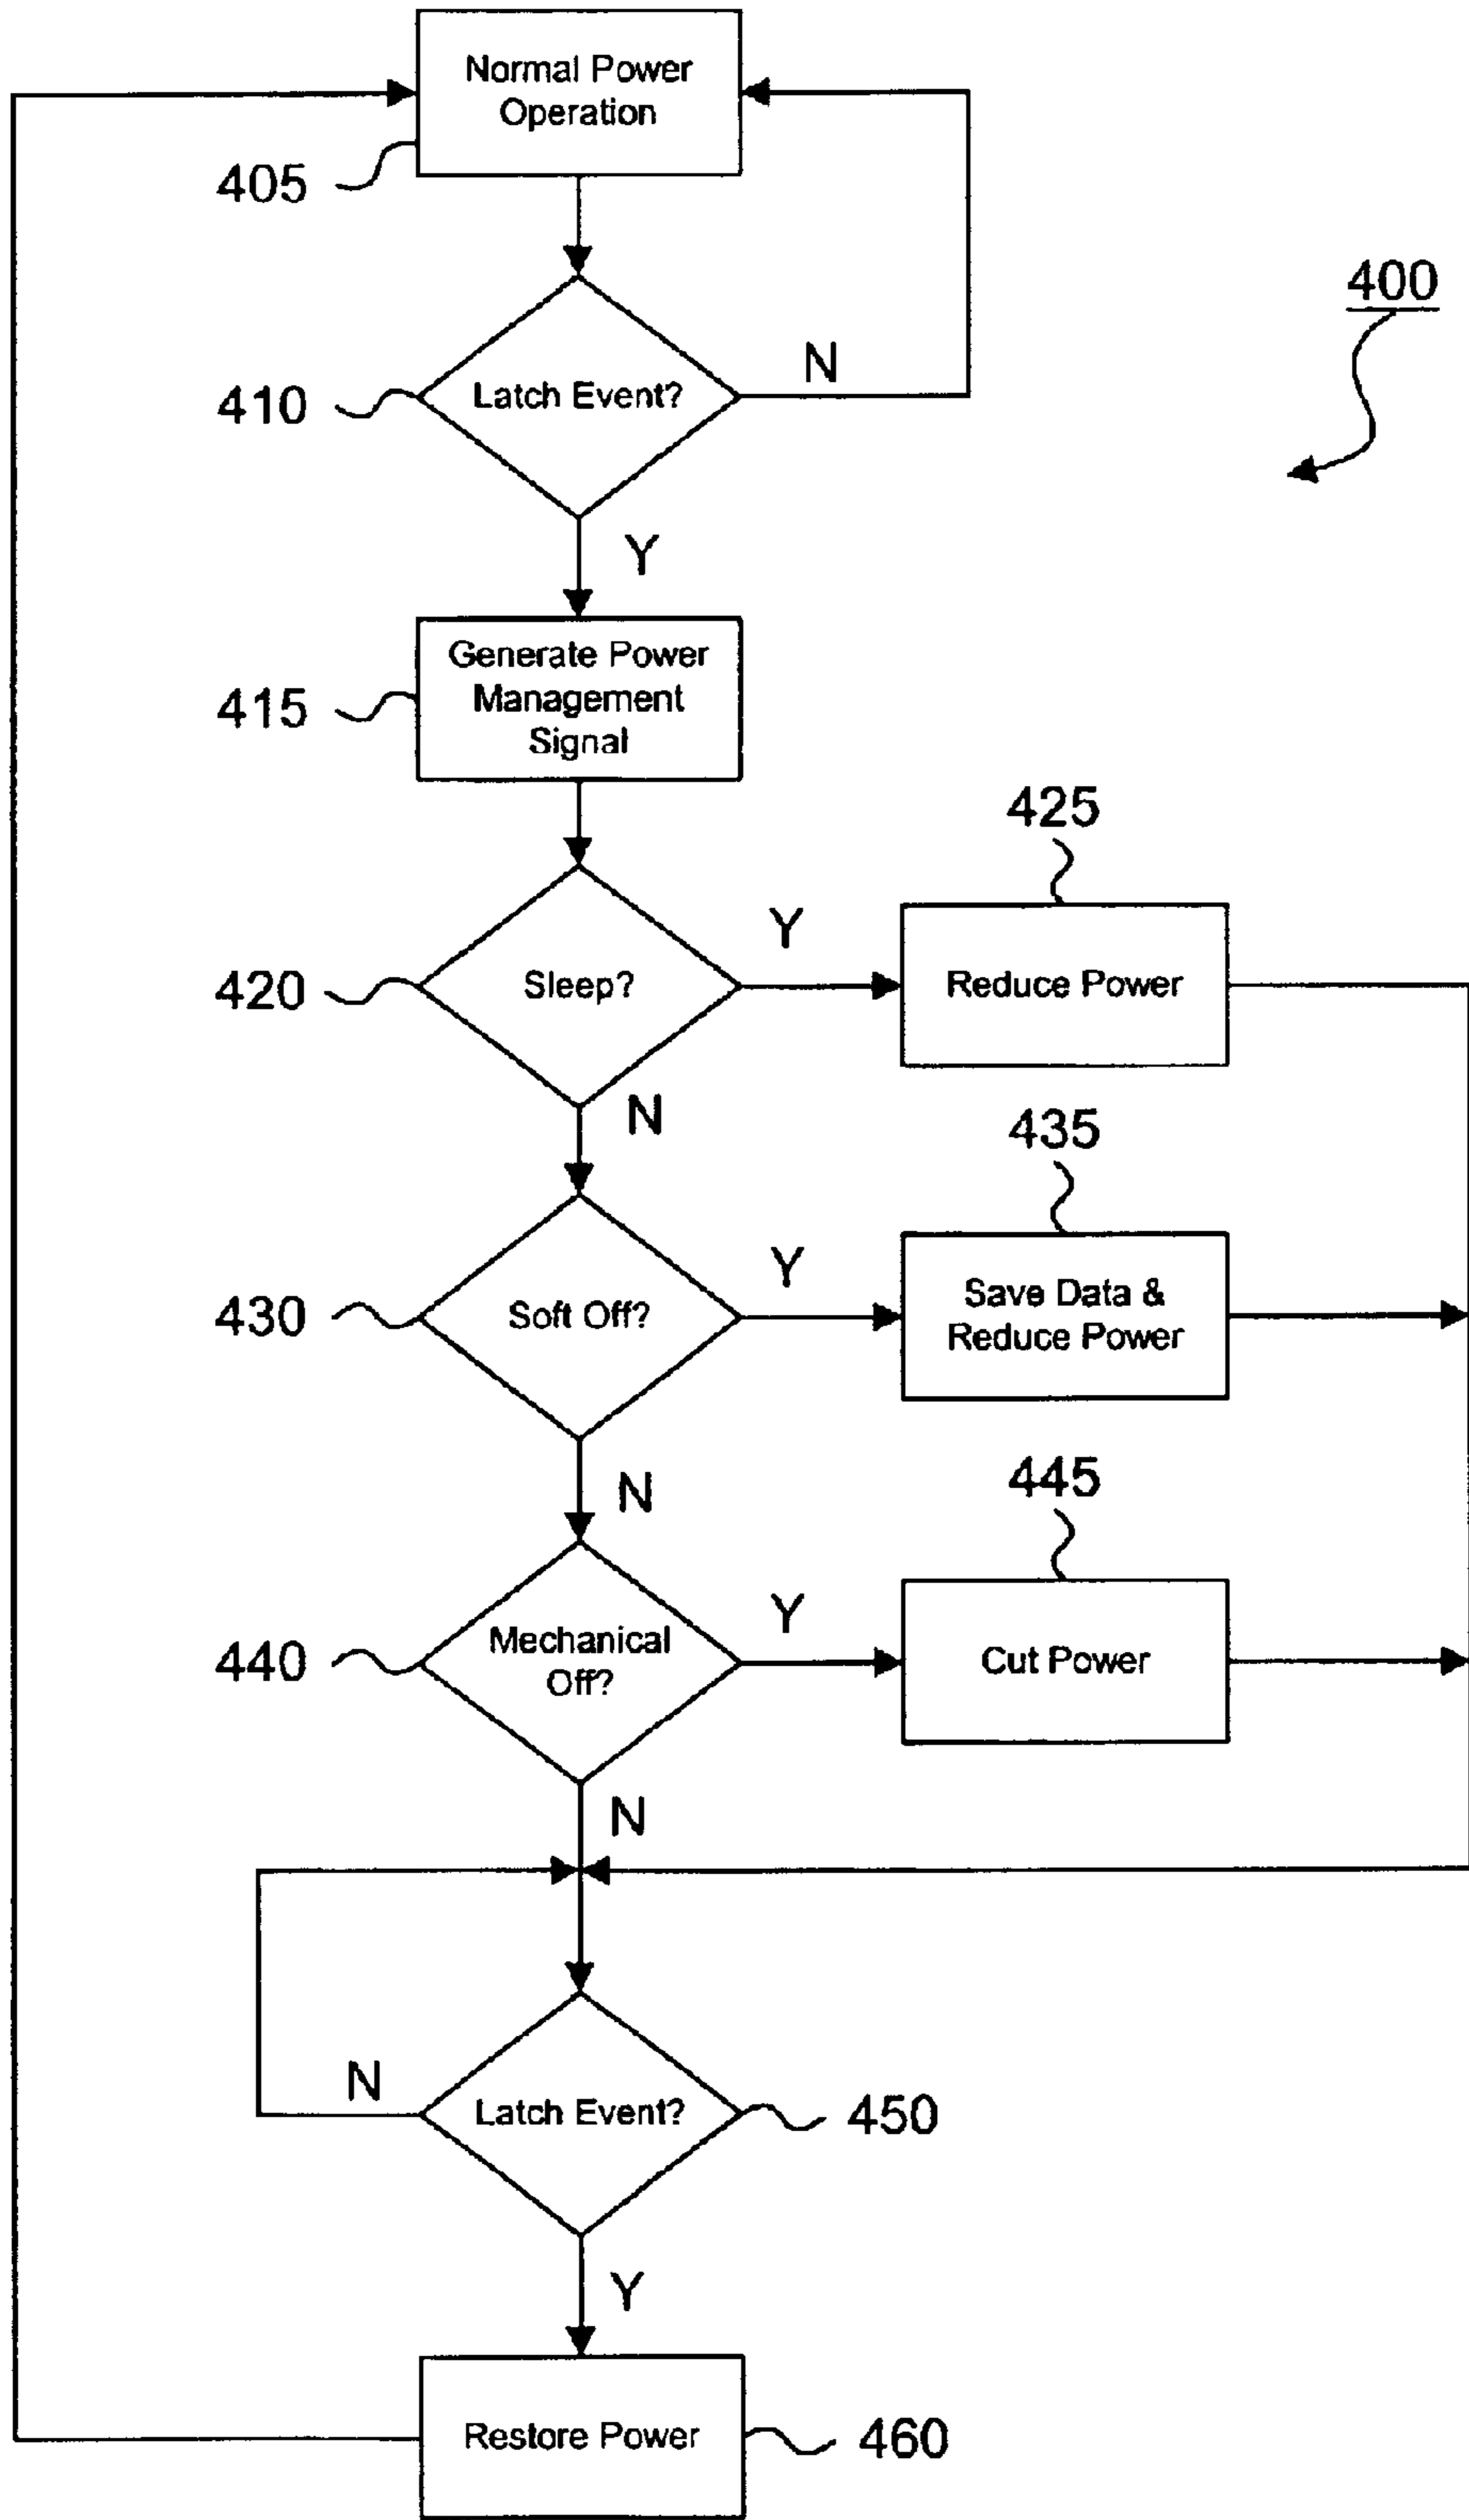 Normal Power
Operation
405
400
Latch Event?
N
410
Y
Generate Power
Management
Signal
415
425
Y
Sleep?
Reduce Power
420
N
435
Y
Soft Off?
Save Data &
Reduce Power
430
N
445
Y
Mechanical
Off?
Cut Power
440
N
N
Latch Event?
450
Y
Restore Power
460